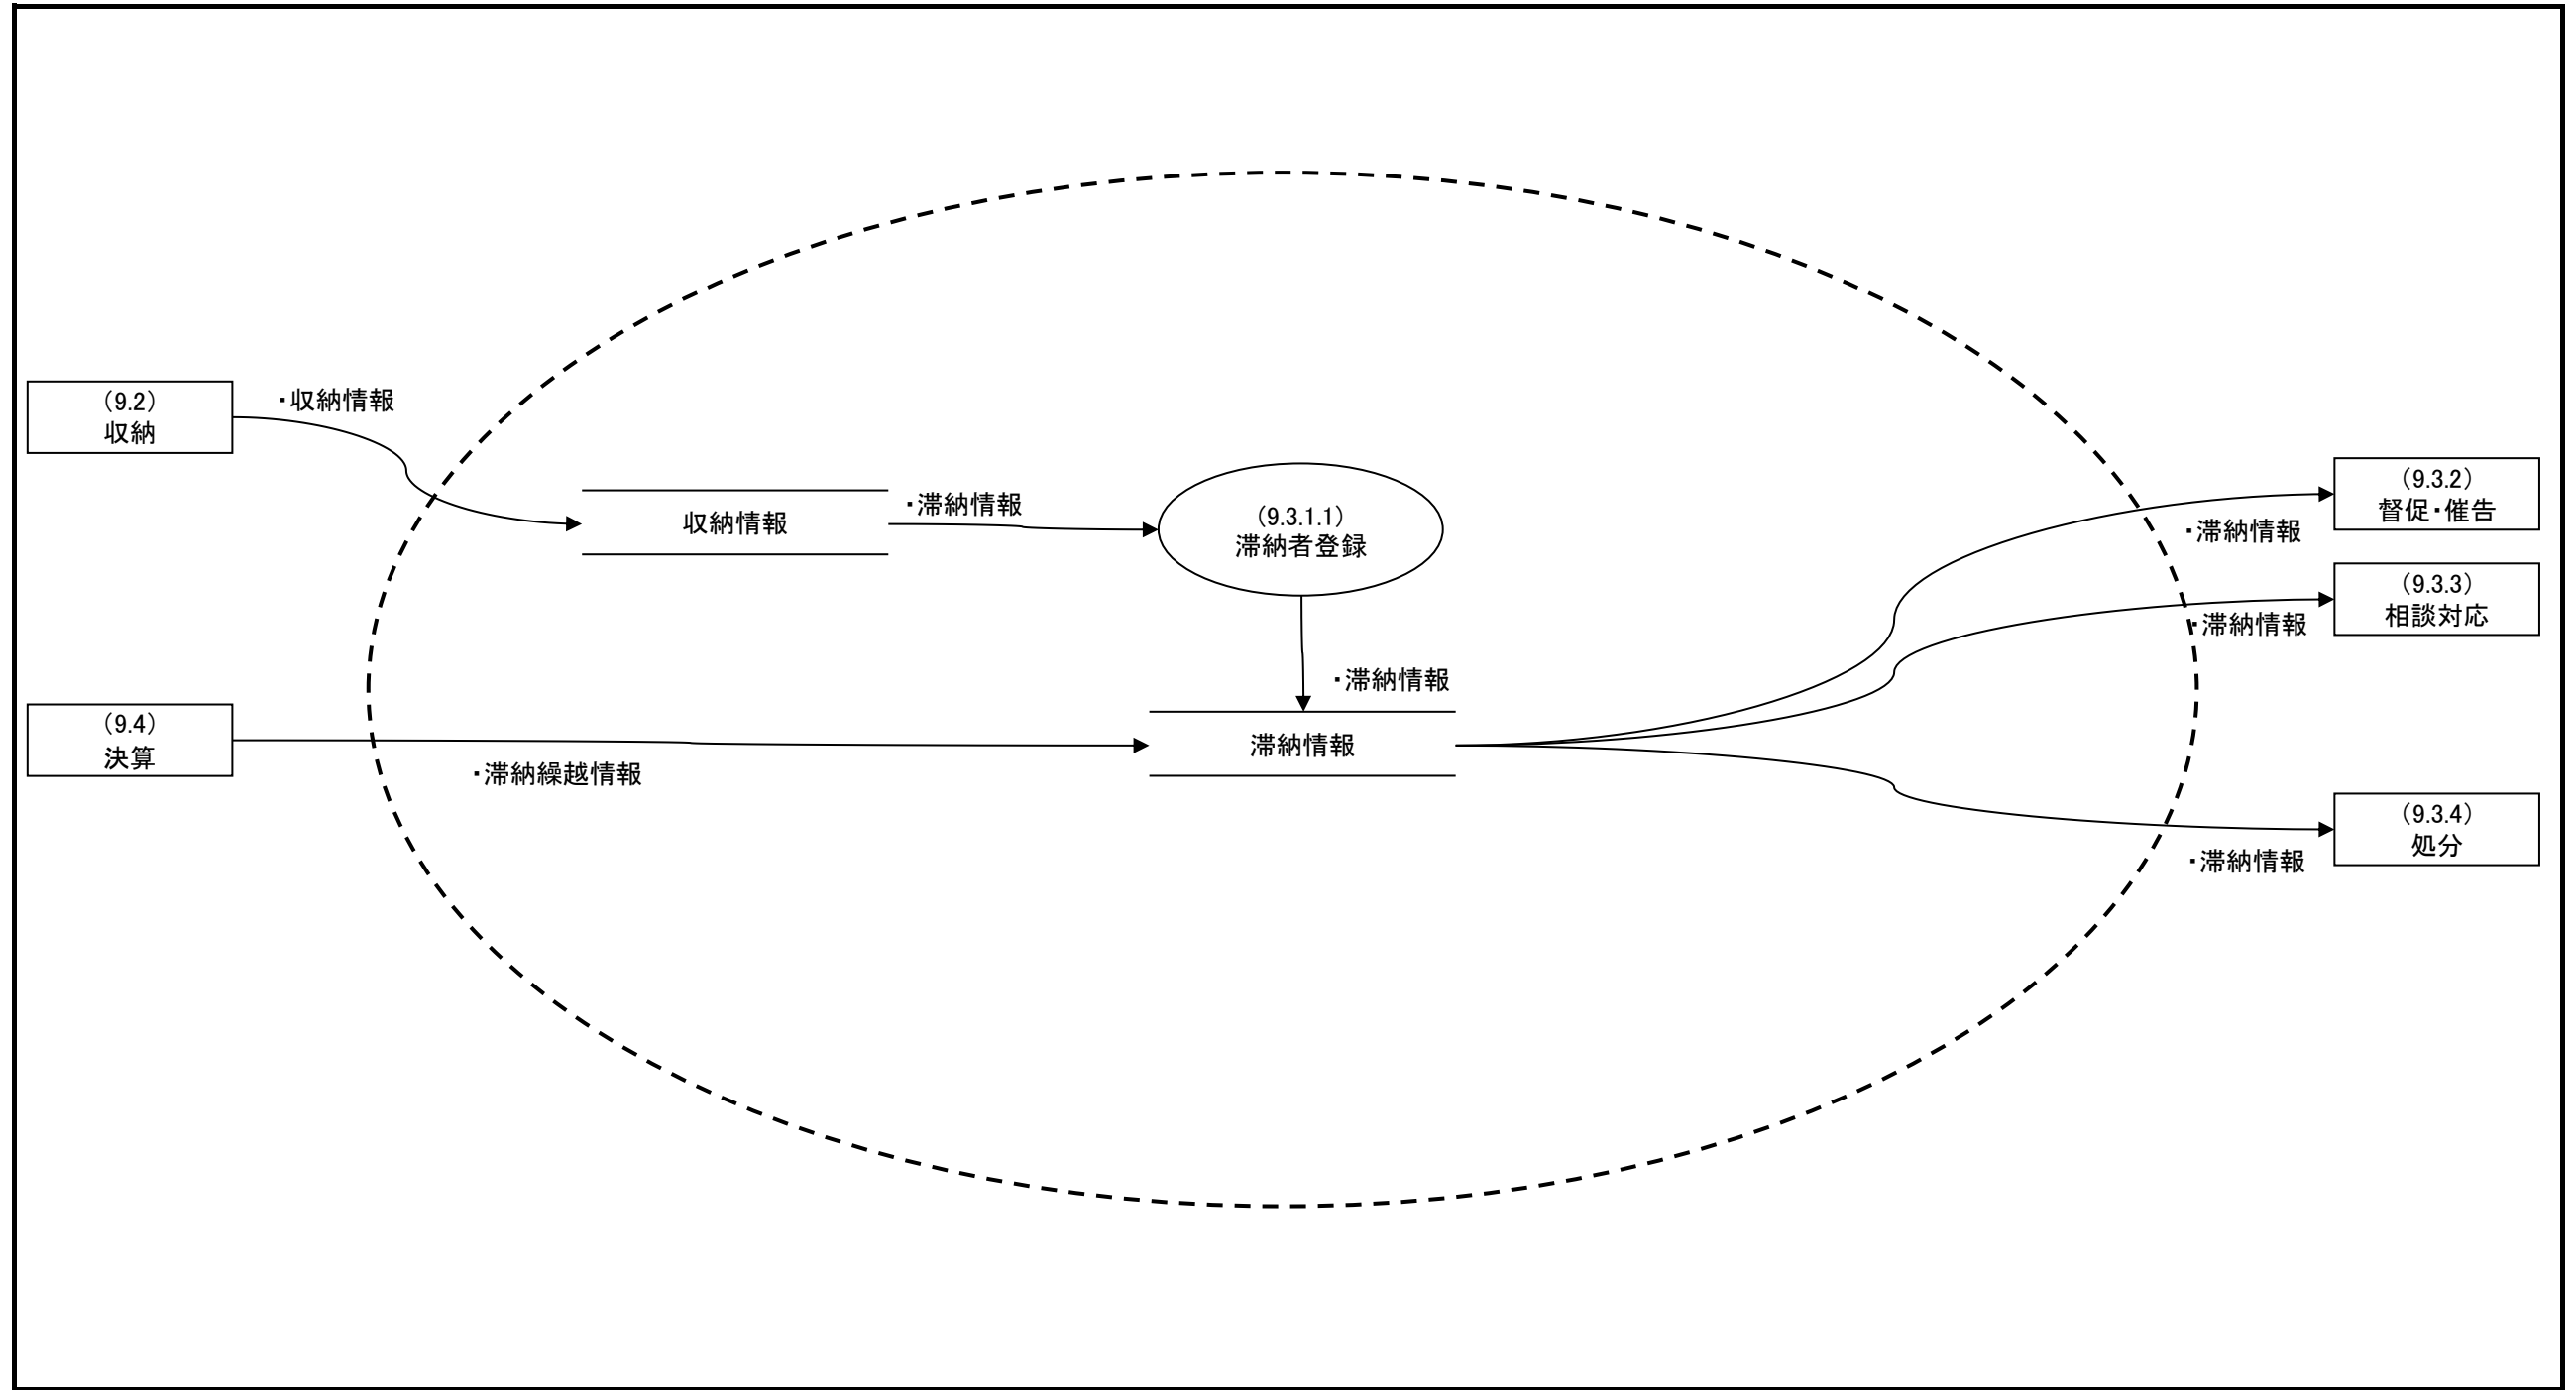 （9.2）
収納
・収納情報
収納情報
・滞納情報
（9.3.1.1）
滞納者登録
・滞納情報
（9.4）
決算
・滞納繰越情報
滞納情報
（9.3.2）
督促・催告
・滞納情報
（9.3.3）
相談対応
・滞納情報
（9.3.4）
処分
・滞納情報